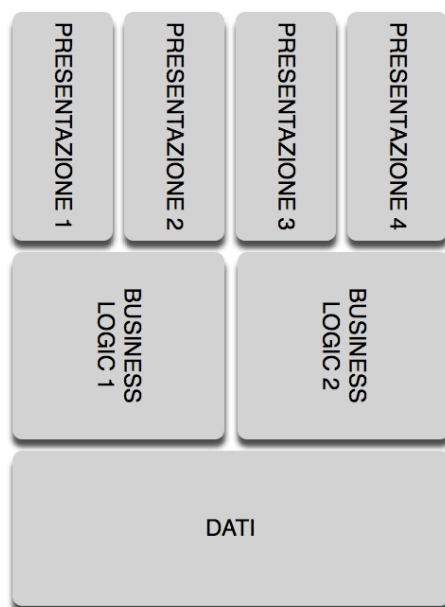 PRESENTAZIONE 1
PRESENTAZIONE 2
PRESENTAZIONE 3
PRESENTAZIONE 4
BUSINESS
LOGIC 1
BUSINESS
LOGIC 2
DATI